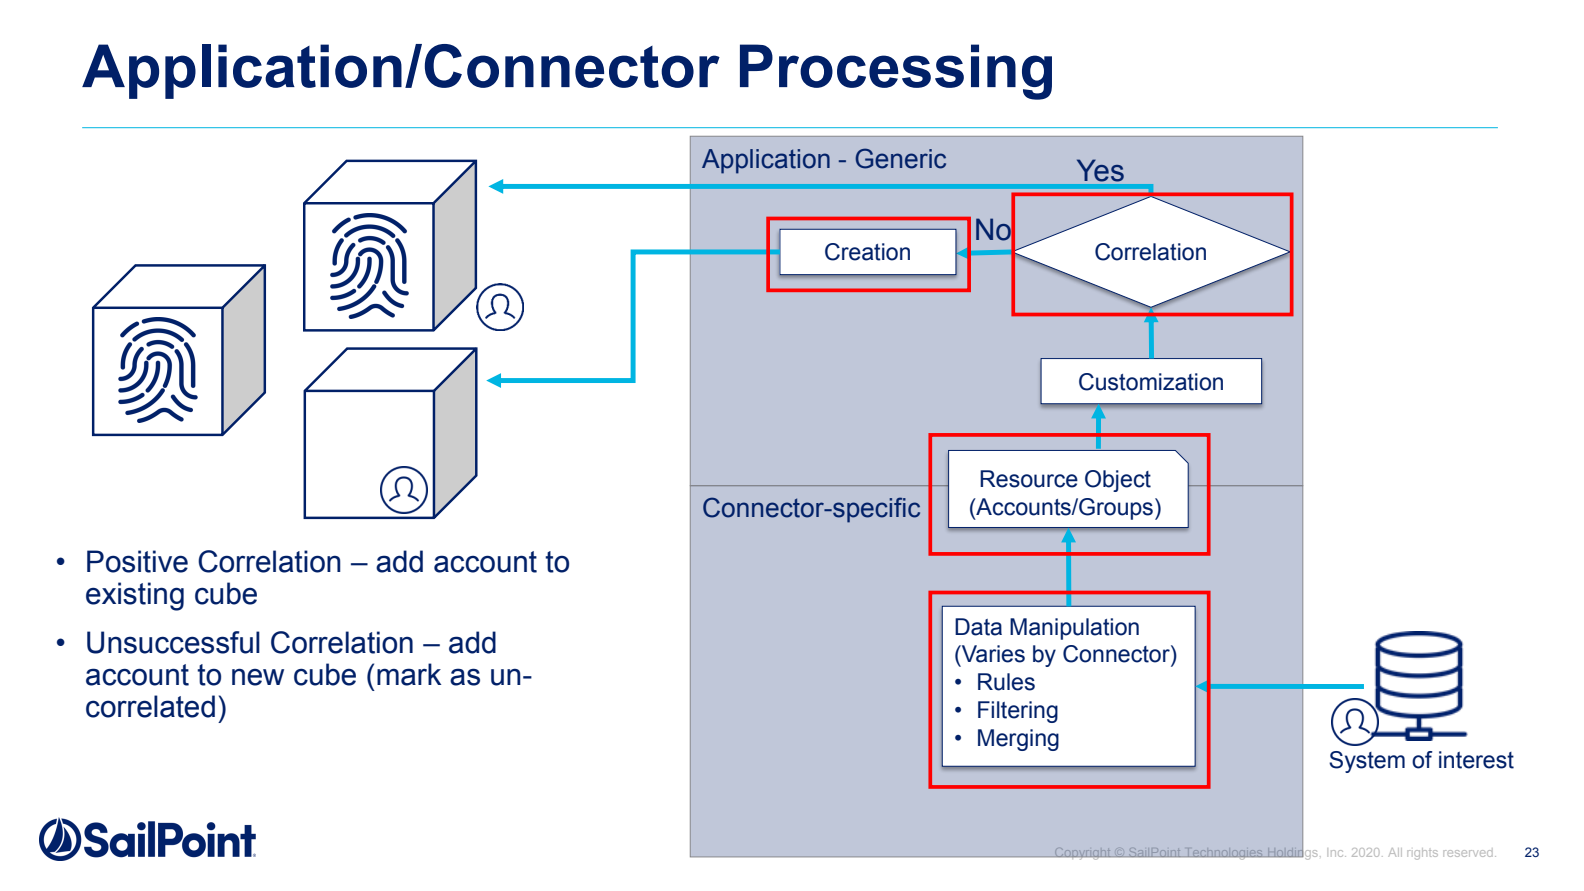 Application/Connector Processing
Application - Generic
Yes
No
Creation
Correlation
Customization
Resource Object
(Accounts/Groups)
Connector-specific
Data Manipulation
(Varies by Connector)
• Rules
• Filtering
• Merging
System of interest
• Positive Correlation – add account to
existing cube
• Unsuccessful Correlation – add
account to new cube (mark as un-
correlated)
SailPoint
Copyright © SailPoint Technologies Holdings, Inc. 2020. All rights reserved.
23